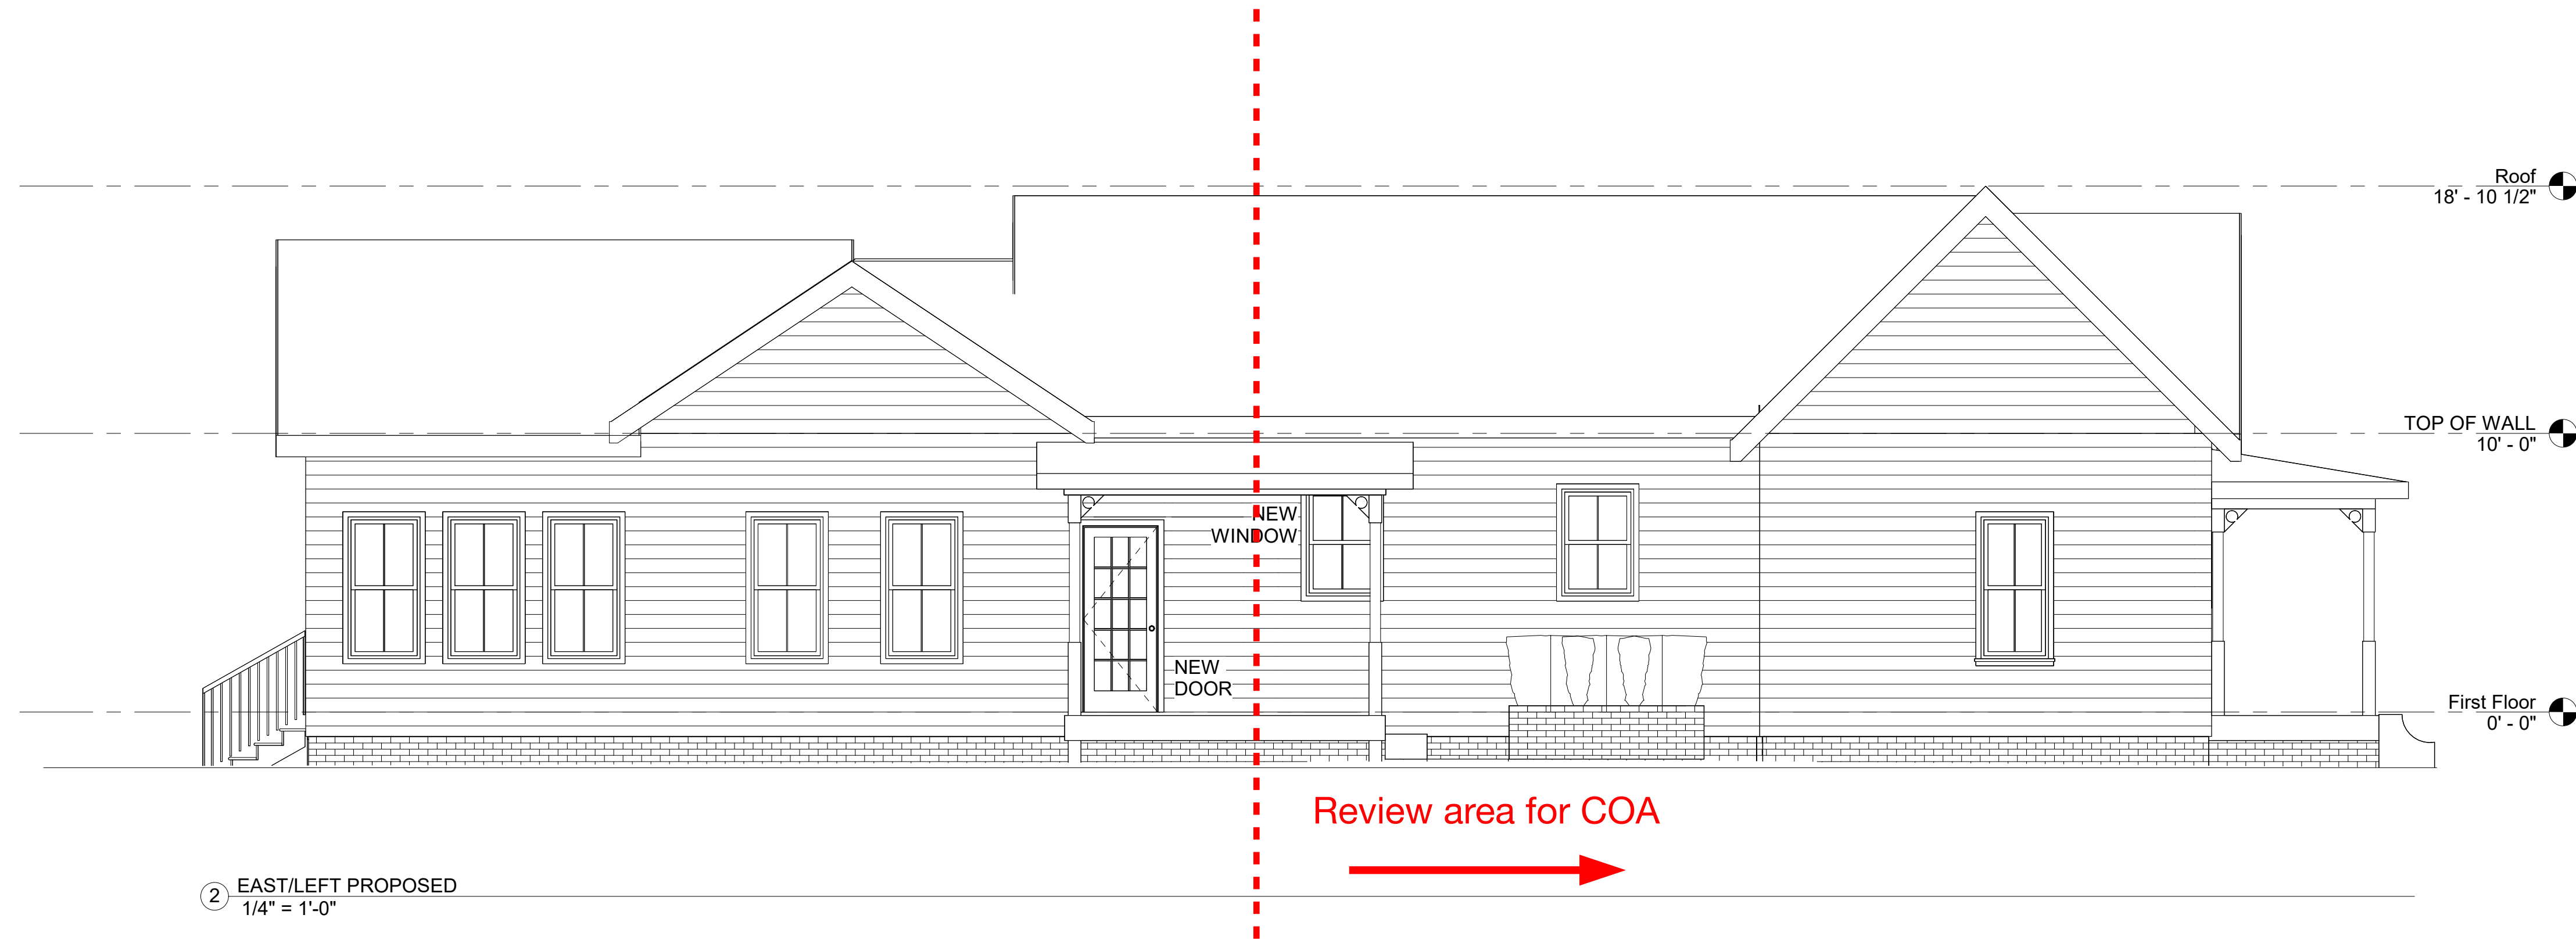 Roof
18' - 10 1/2"
TOP OF WALL
10' - 0"
NEW
WINDOW
NEW
DOOR
First Floor
0' - 0"
Review area for COA
2
EAST/LEFT PROPOSED
1/4" = 1'-0"